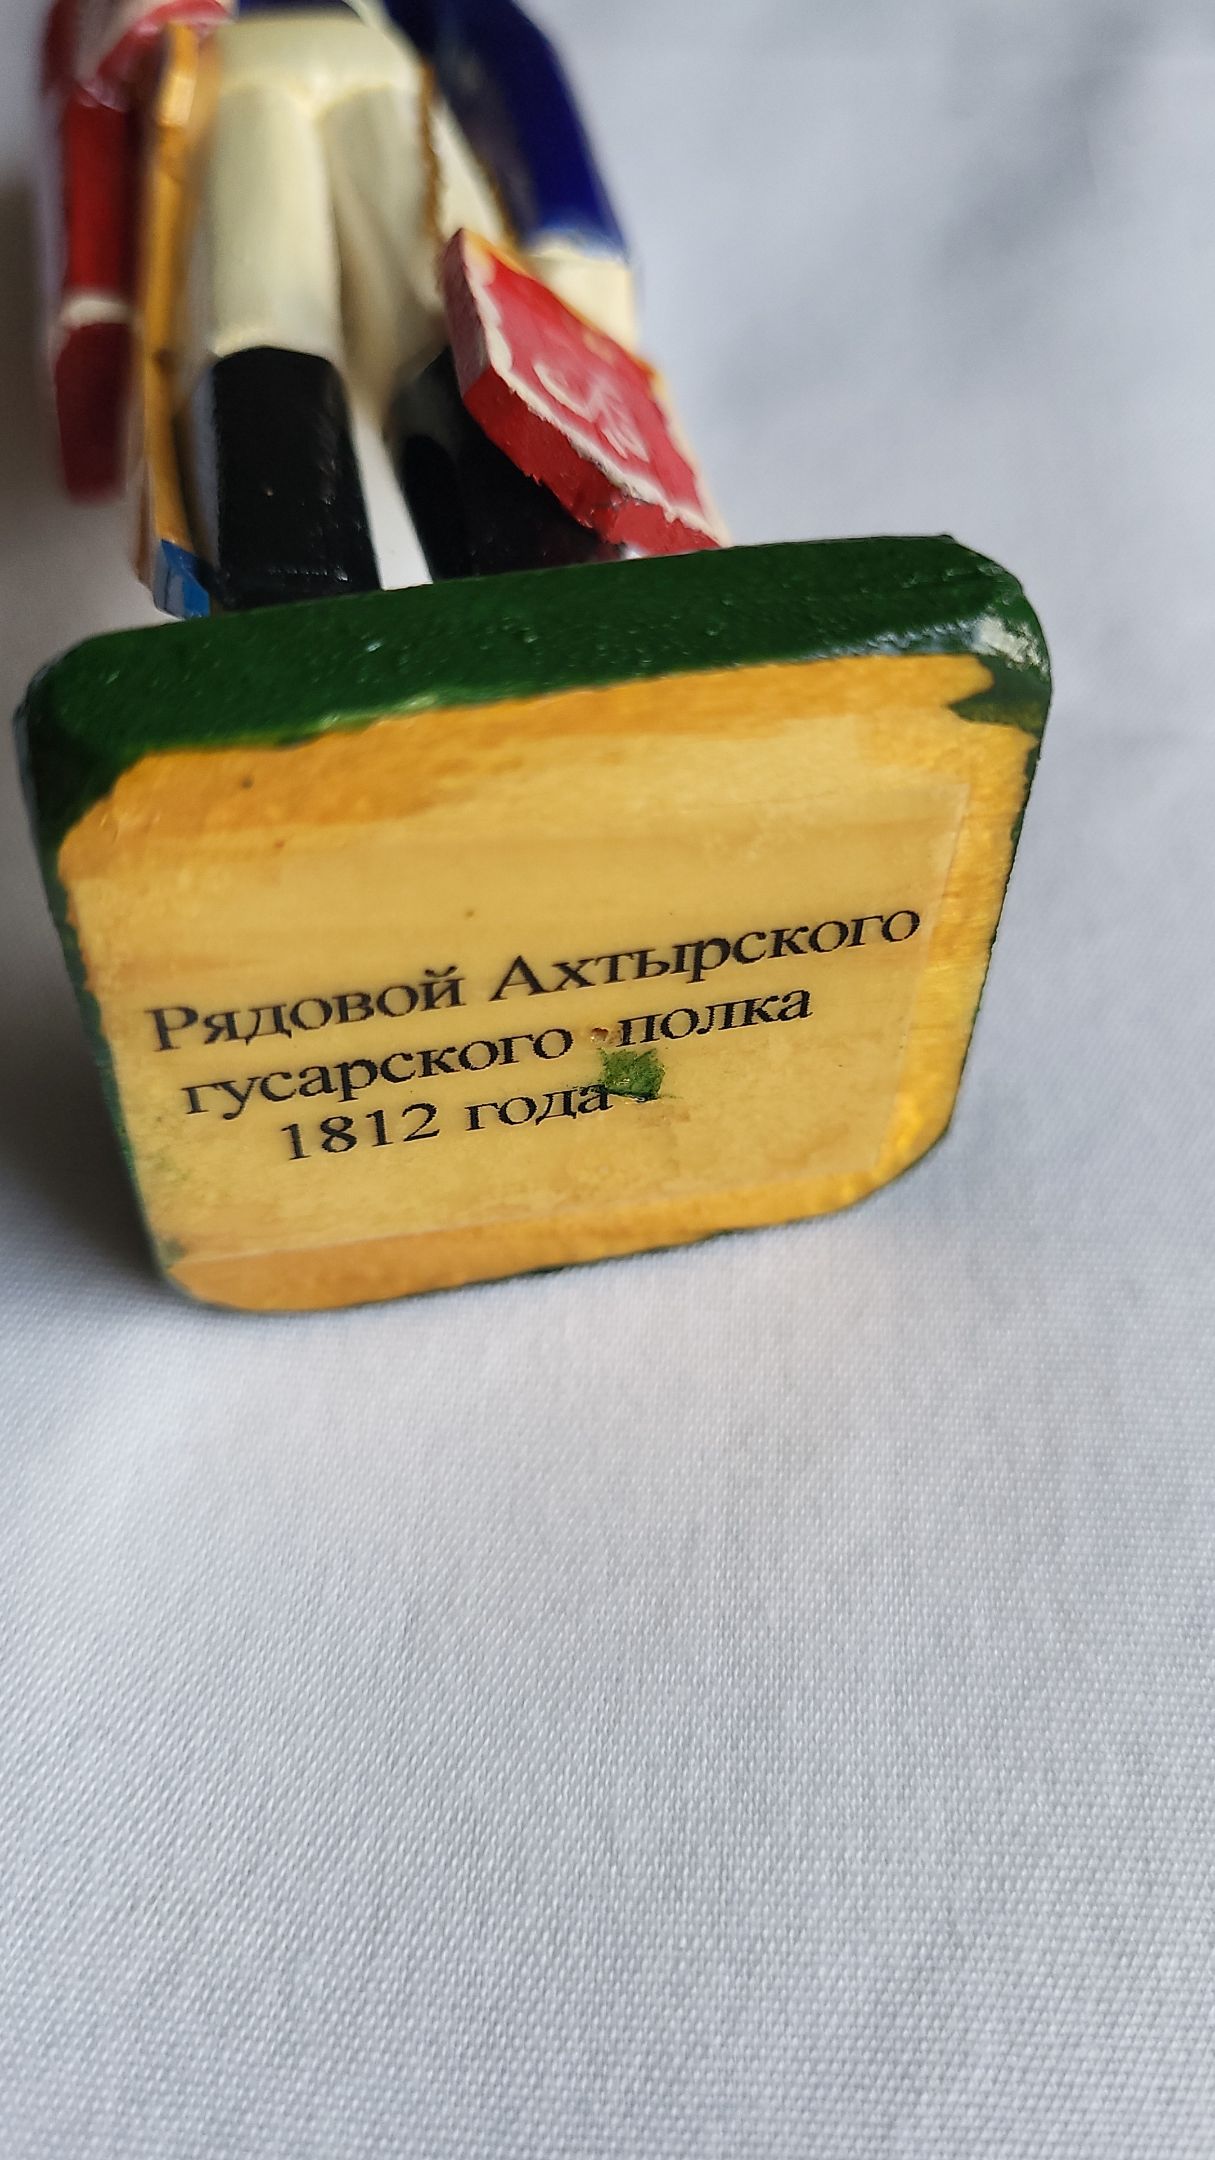 Рядовой Ахтырского
гусарского полка
1812 года